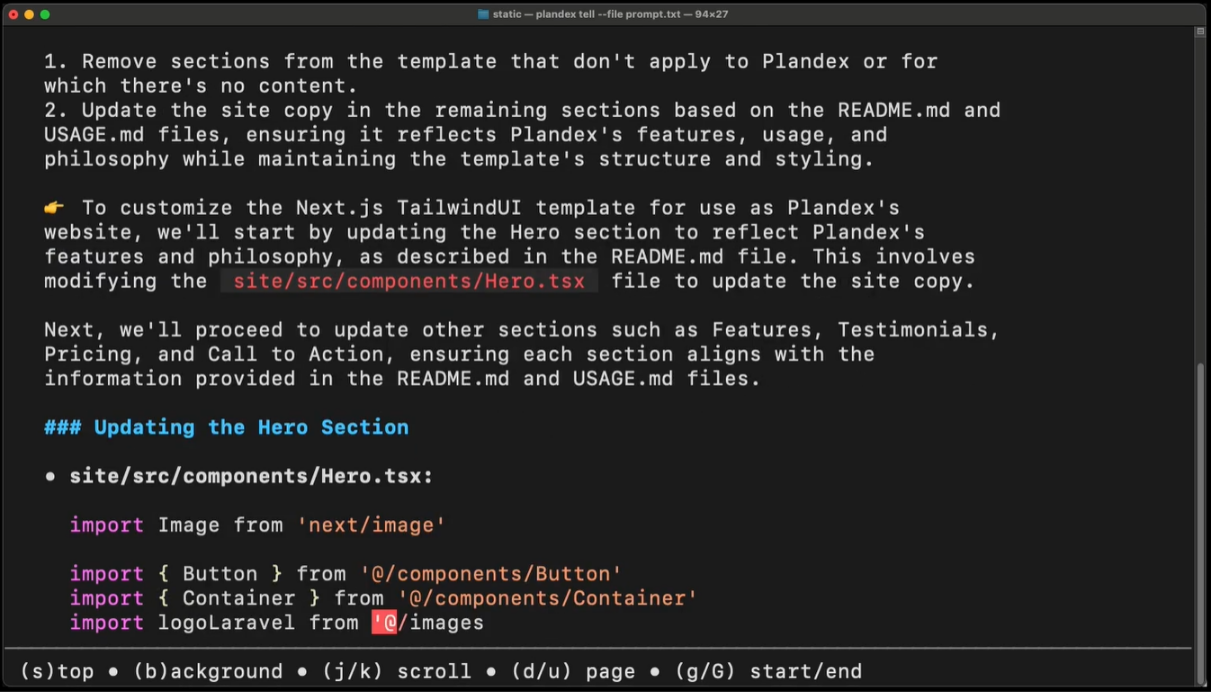 static — plandex tell --file prompt.txt — 94×27
1. Remove sections from the template that don't apply to Plandex or for
which there's no content.
2. Update the site copy in the remaining sections based on the README.md and
USAGE.md files, ensuring it reflects Plandex's features, usage, and
philosophy while maintaining the template's structure and styling.
👉 To customize the Next.js TailwindUI template for use as Plandex's
website, we'll start by updating the Hero section to reflect Plandex's
features and philosophy, as described in the README.md file. This involves
modifying the site/src/components/Hero.tsx file to update the site copy.
Next, we'll proceed to update other sections such as Features, Testimonials,
Pricing, and Call to Action, ensuring each section aligns with the
information provided in the README.md and USAGE.md files.
### Updating the Hero Section
• site/src/components/Hero.tsx:
import Image from 'next/image'
import { Button } from '@/components/Button'
import { Container } from '@/components/Container'
import logoLaravel from '@/images
(s)top • (b)ackground • (j/k) scroll • (d/u) page • (g/G) start/end